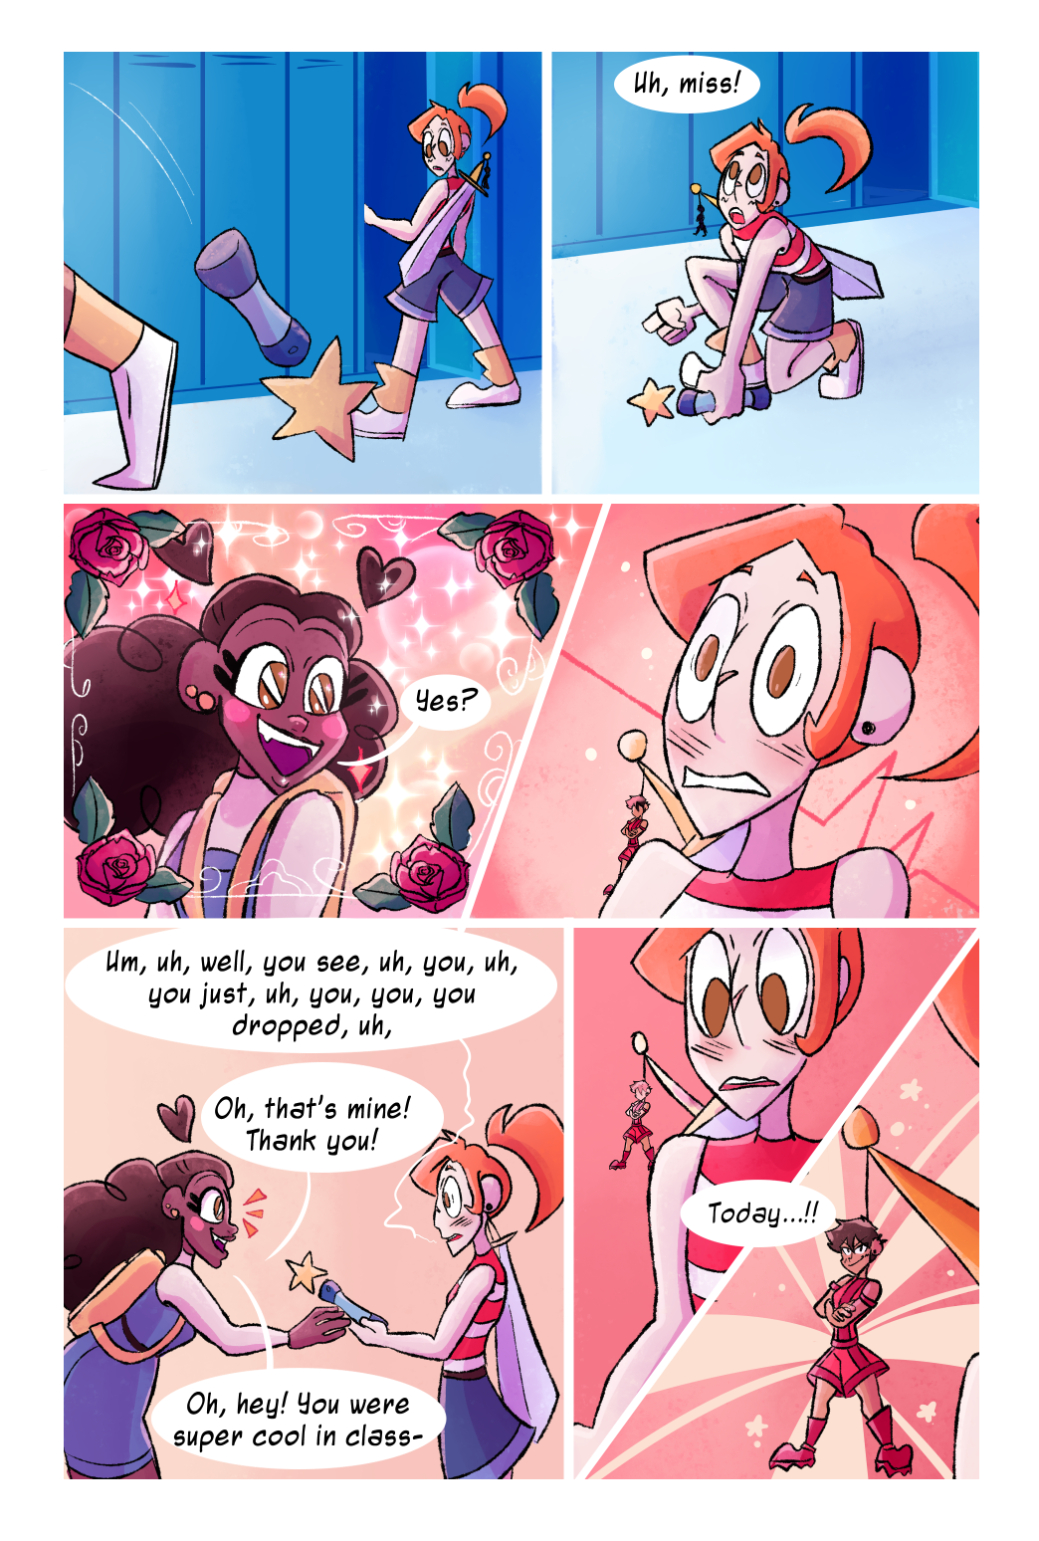 Uh, miss!
Yes?
Um, uh, well, you see, uh, you, uh,
you just, uh, you, you, you
dropped, uh,
Oh, that's mine!
Thank you!
Oh, hey! You were
super cool in class-
Today...!!